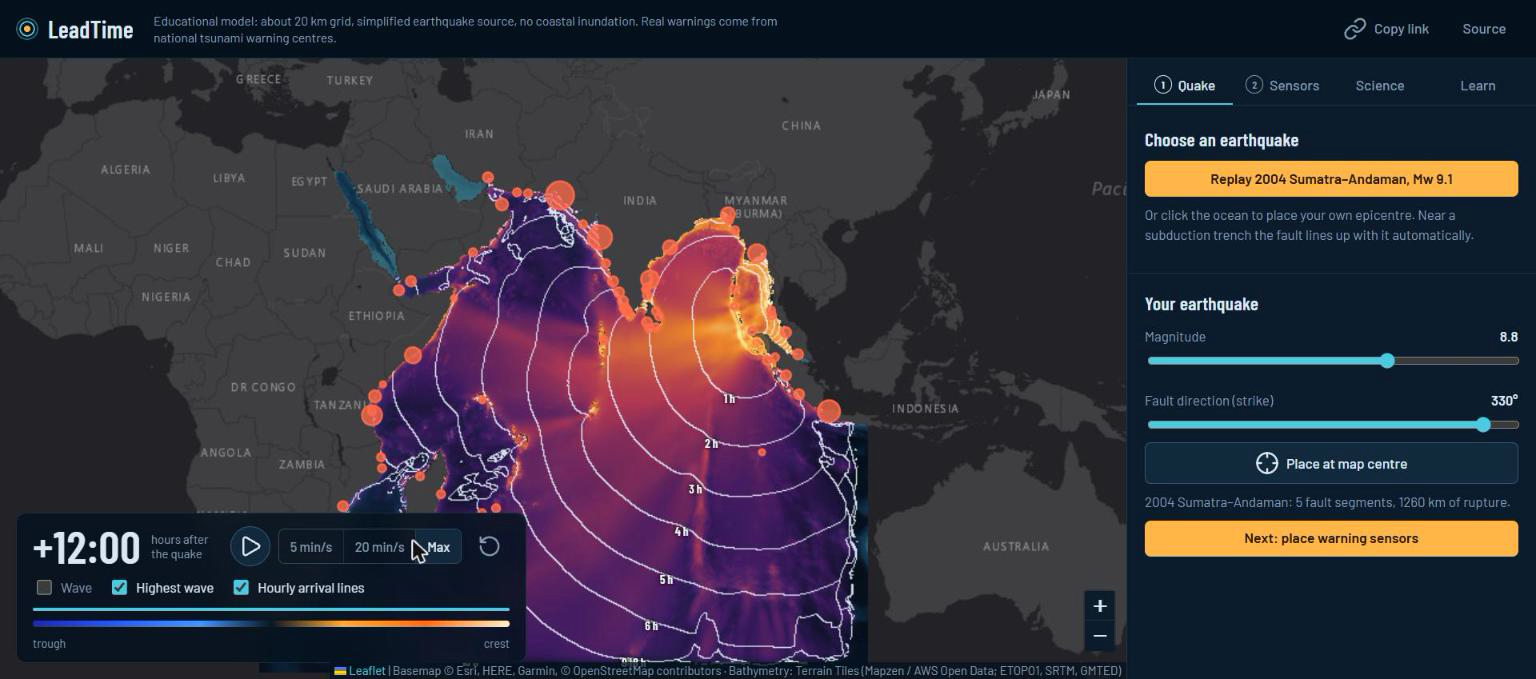 LeadTime
Educational model: about 20 km grid, simplified earthquake source, no coastal inundation. Real warnings come from
national tsunami warning centres.
Copy link
Source
GREECE
TURKEY
JAPAN
IRAN
CHINA
ALGERIA
LIBYA
EGYPT
SAUDI ARABIA
INDIA
MYANMAR
(BURMA)
MALI
NIGER
CHAD
SUDAN
NIGERIA
ETHIOPIA
DR CONGO
TANZANI
INDONESIA
ANGOLA
ZAMBIA
AUSTRALIA
1h
2h
3h
4h
5h
6h
+12:00
hours after
the quake
5 min/s
20 min/s
Max
Wave
Highest wave
Hourly arrival lines
trough
crest
+
−
Leaflet | Basemap © Esri, HERE, Garmin, © OpenStreetMap contributors · Bathymetry: Terrain Tiles (Mapzen / AWS Open Data; ETOPO1, SRTM, GMTED)
1 Quake
2 Sensors
Science
Learn
Choose an earthquake
Replay 2004 Sumatra–Andaman, Mw 9.1
Or click the ocean to place your own epicentre. Near a
subduction trench the fault lines up with it automatically.
Your earthquake
Magnitude
8.8
Fault direction (strike)
330°
Place at map centre
2004 Sumatra–Andaman: 5 fault segments, 1260 km of rupture.
Next: place warning sensors